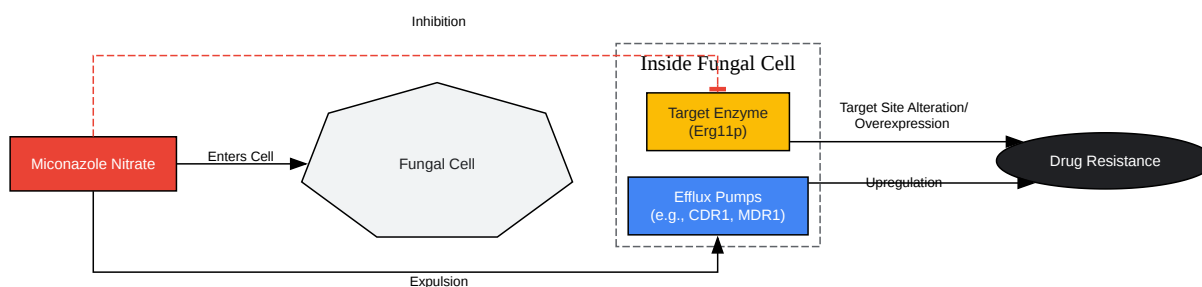 Inhibition
Inside Fungal Cell
Target Enzyme
(Erg11p)
Target Site Alteration/
Overexpression
Miconazole Nitrate
Enters Cell
Fungal Cell
Drug Resistance
Efflux Pumps
(e.g., CDR1, MDR1)
Upregulation
Expulsion